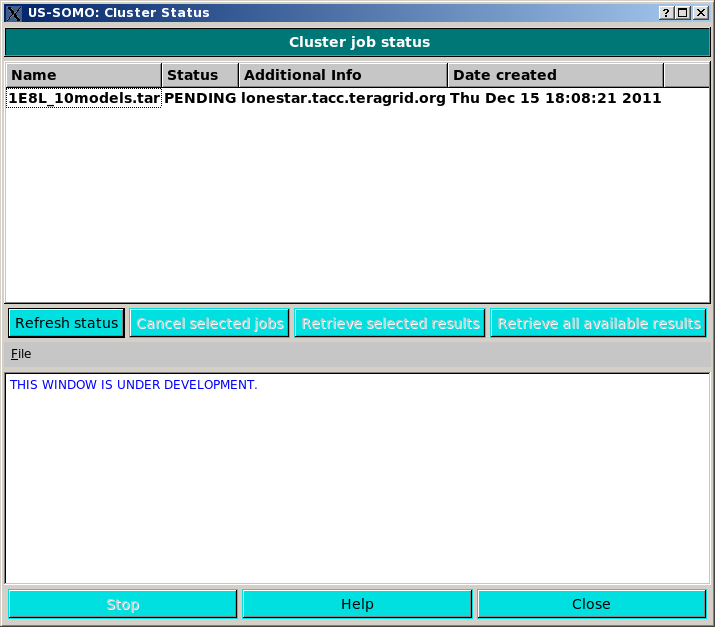 US-SOMO: Cluster Status
Cluster job status
Name Status Additional Info Date created
1E8L_10models.tar PENDING lonestar.tacc.teragrid.org Thu Dec 15 18:08:21 2011
Refresh status Cancel selected jobs Retrieve selected results Retrieve all available results
File
THIS WINDOW IS UNDER DEVELOPMENT.
Stop Help Close